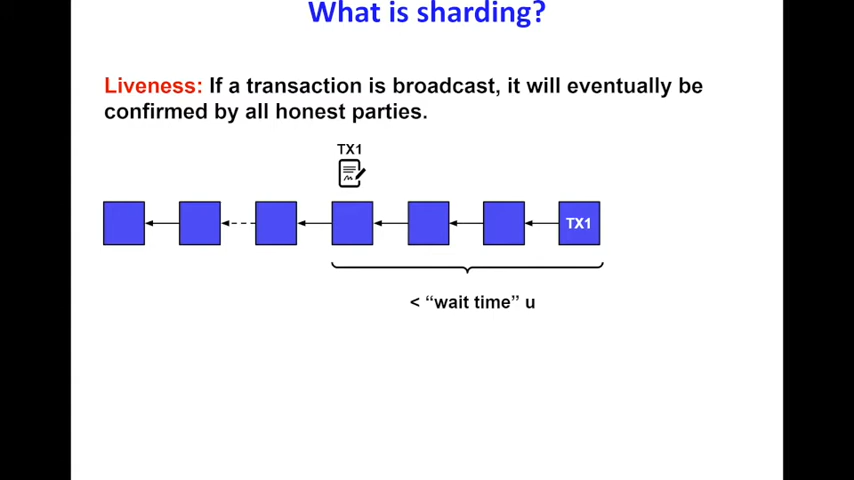 What is sharding?
Liveness: If a transaction is broadcast, it will eventually be
confirmed by all honest parties.
TX1
TX1
< “wait time” u